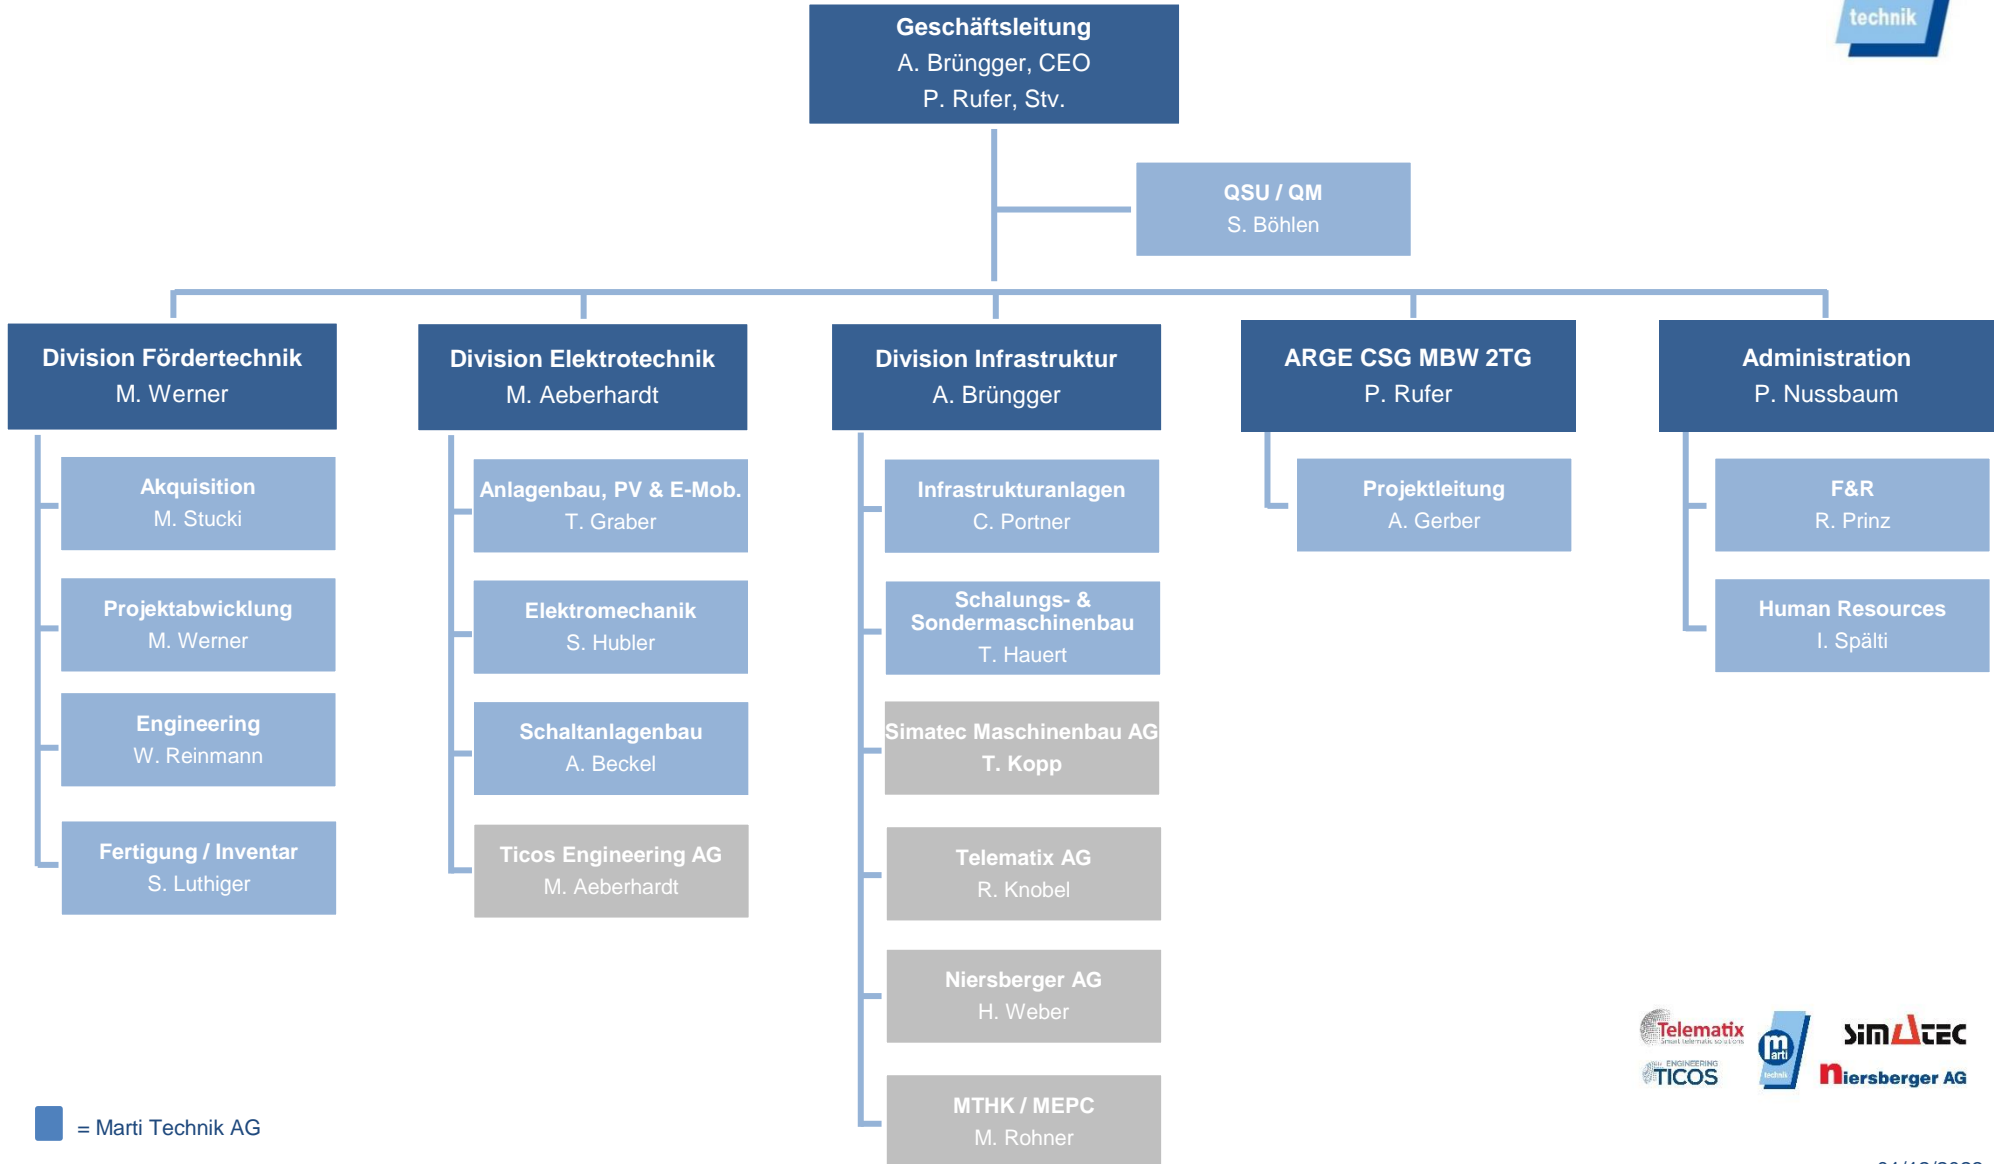 technik
Geschäftsleitung
A. Brüngger, CEO
P. Rufer, Stv.
QSU / QM
S. Böhlen
Division Fördertechnik
M. Werner
Akquisition
M. Stucki
Projektabwicklung
M. Werner
Engineering
W. Reinmann
Fertigung / Inventar
S. Luthiger
Division Elektrotechnik
M. Aeberhardt
Anlagenbau, PV & E-Mob.
T. Graber
Elektromechanik
S. Hubler
Schaltanlagenbau
A. Beckel
Ticos Engineering AG
M. Aeberhardt
Division Infrastruktur
A. Brüngger
Infrastrukturanlagen
C. Portner
Schalungs- &
Sondermaschinenbau
T. Hauert
Simatec Maschinenbau AG
T. Kopp
Telematix AG
R. Knobel
Niersberger AG
H. Weber
MTHK / MEPC
M. Rohner
ARGE CSG MBW 2TG
P. Rufer
Projektleitung
A. Gerber
Administration
P. Nussbaum
F&R
R. Prinz
Human Resources
I. Spälti
= Marti Technik AG
Telematix
Smart telematic solutions
ENGINEERING
TICOS
marti
technik
SIMATEC
niersberger AG